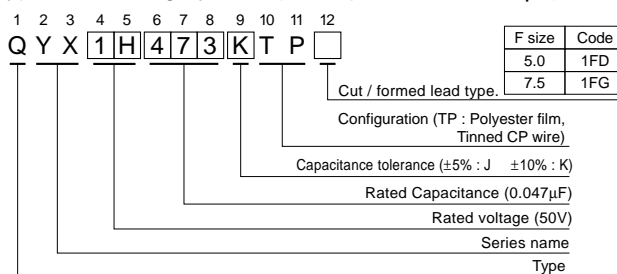 1 2 3 4 5 6 7 8 9 10 11 12
Q Y X 1 H 4 7 3 K T P
F size Code
5.0 1FD
7.5 1FG
Cut / formed lead type.
Configuration (TP : Polyester film,
Tinned CP wire)
Capacitance tolerance (±5% : J ±10% : K)
Rated Capacitance (0.047µF)
Rated voltage (50V)
Series name
Type